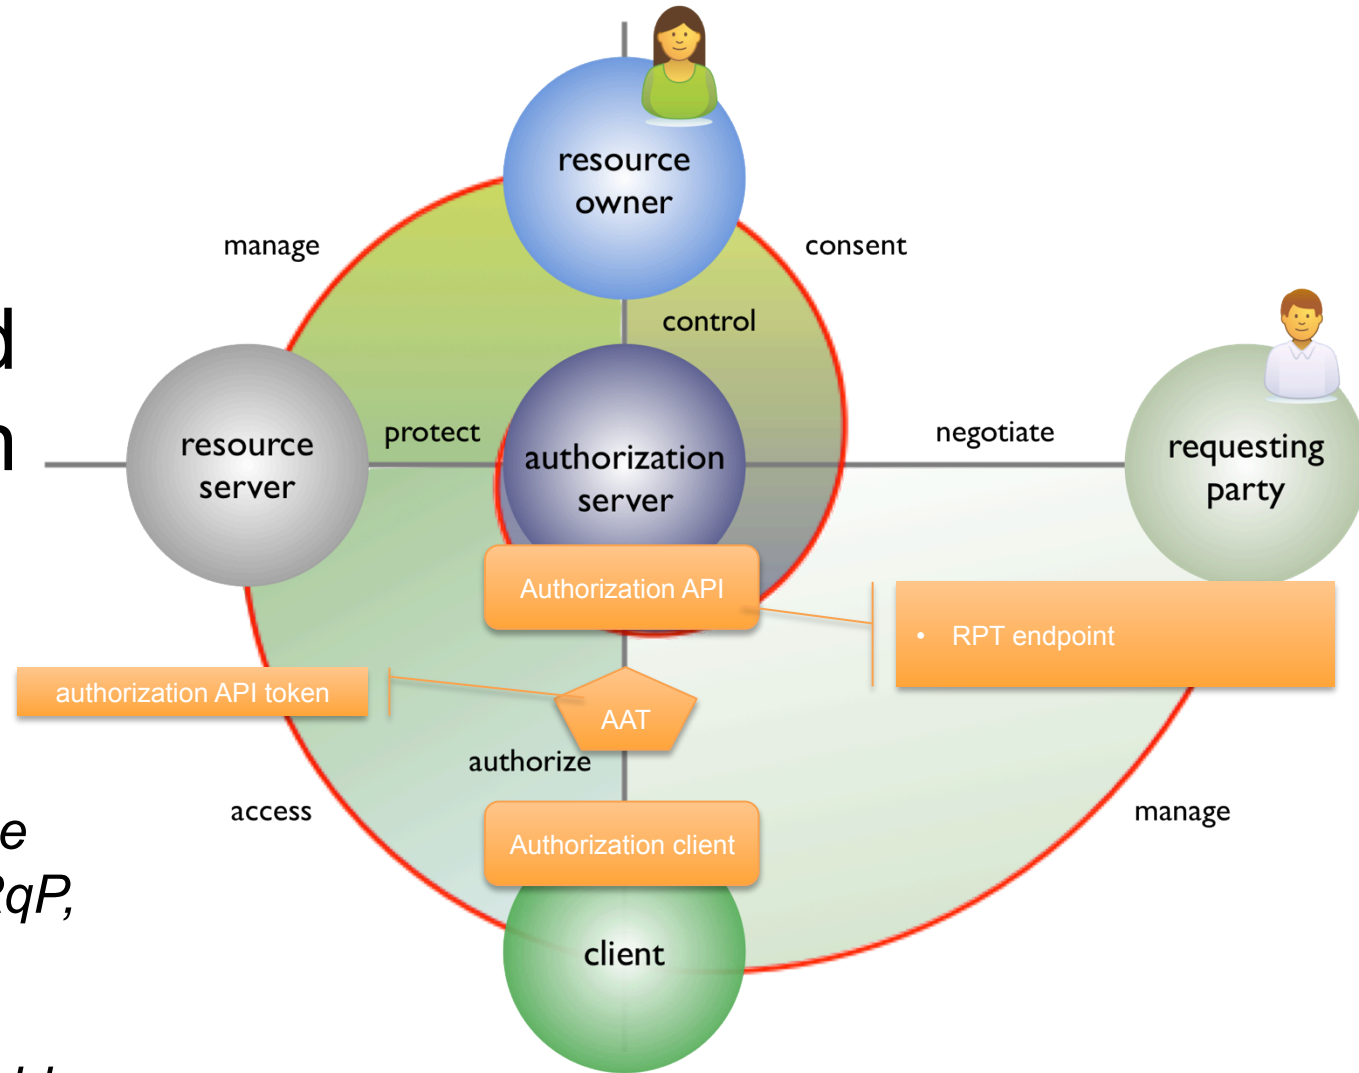 resource
owner
manage
consent
control
resource
server
protect
authorization
server
negotiate
requesting
party
Authorization API
• RPT endpoint
authorization API token
AAT
authorize
access
manage
Authorization client
client